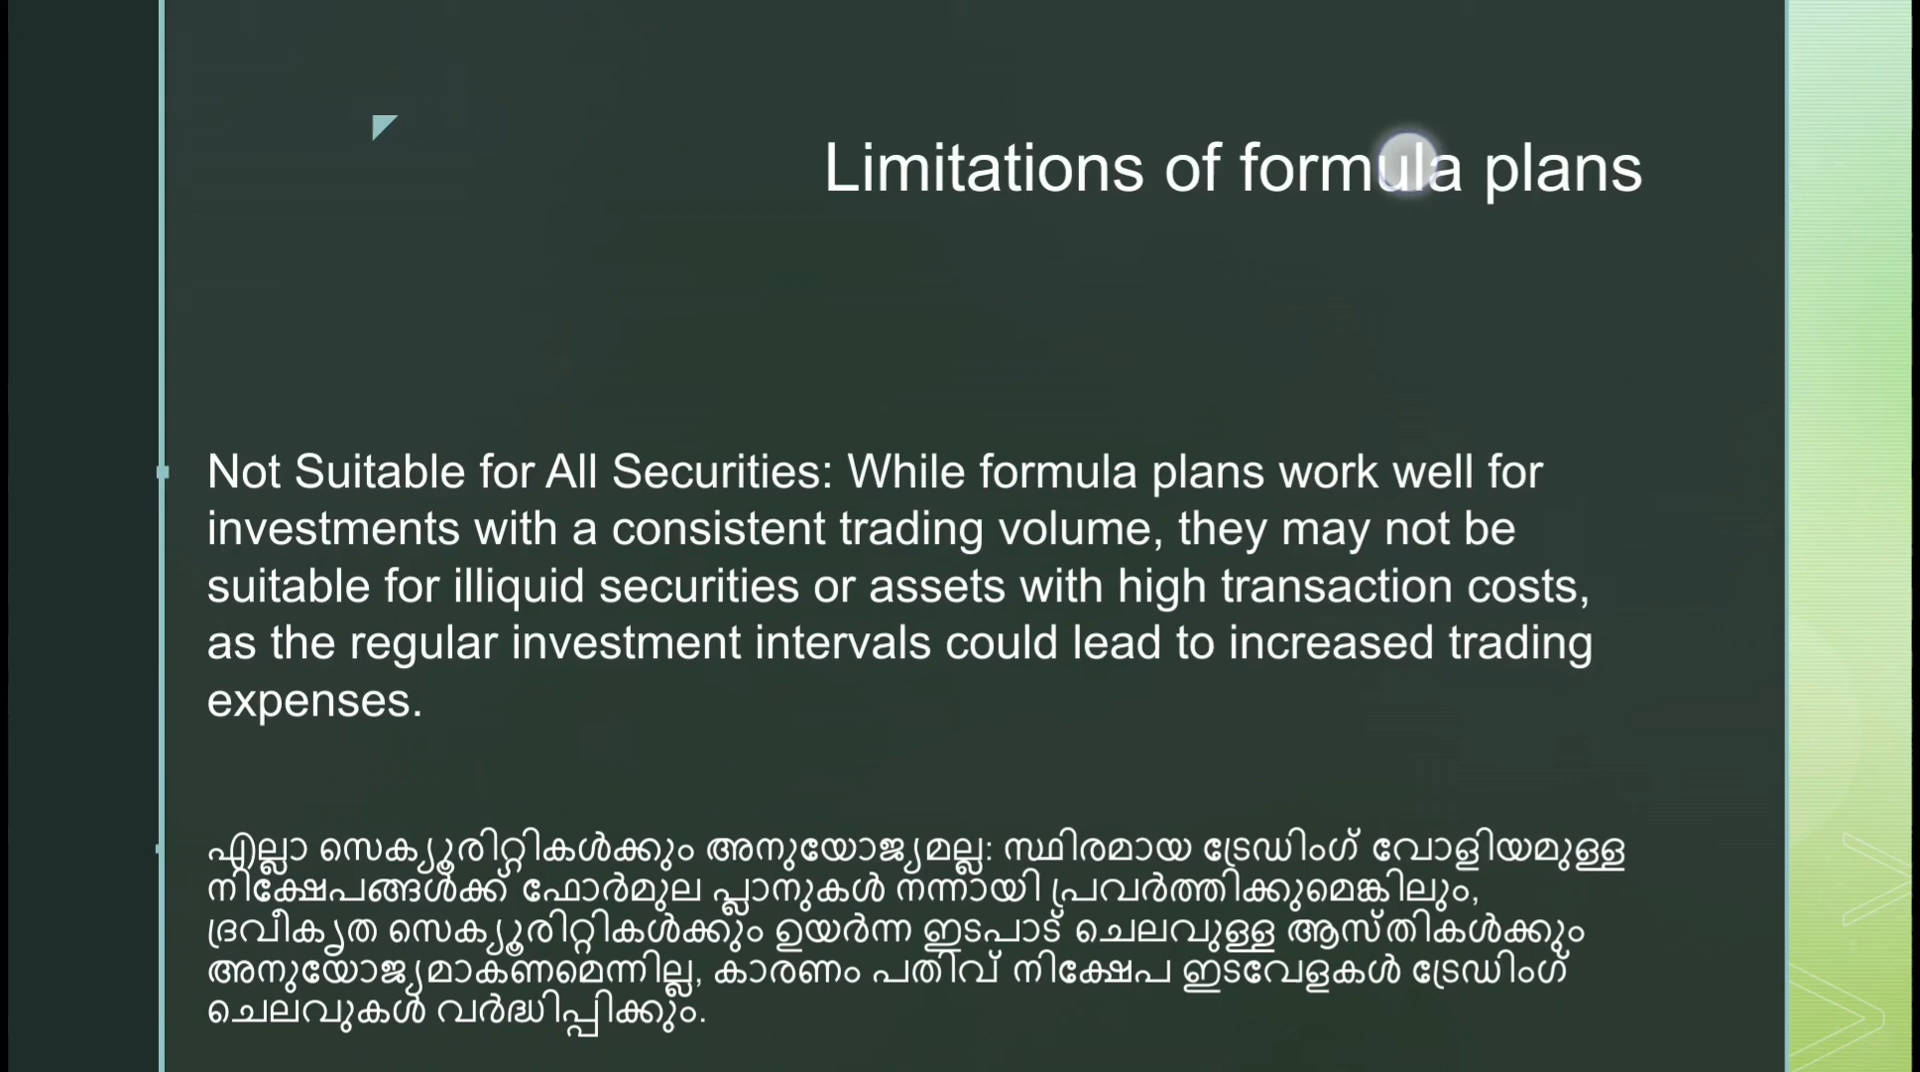 Limitations of formula plans
Not Suitable for All Securities: While formula plans work well for
investments with a consistent trading volume, they may not be
suitable for illiquid securities or assets with high transaction costs,
as the regular investment intervals could lead to increased trading
expenses.
എല്ലാ സെക്യൂരിറ്റികൾക്കും അനുയോജ്യമല്ല: സ്ഥിരമായ ട്രേഡിംഗ് വോളിയമുള്ള
നിക്ഷേപങ്ങൾക്ക് ഫോർമുല പ്ലാനുകൾ നന്നായി പ്രവർത്തിക്കുമെങ്കിലും,
ദ്രവീകൃത സെക്യൂരിറ്റികൾക്കും ഉയർന്ന ഇടപാട് ചെലവുള്ള ആസ്തികൾക്കും
അനുയോജ്യമാകണമെന്നില്ല, കാരണം പതിവ് നിക്ഷേപ ഇടവേളകൾ ട്രേഡിംഗ്
ചെലവുകൾ വർദ്ധിപ്പിക്കും.